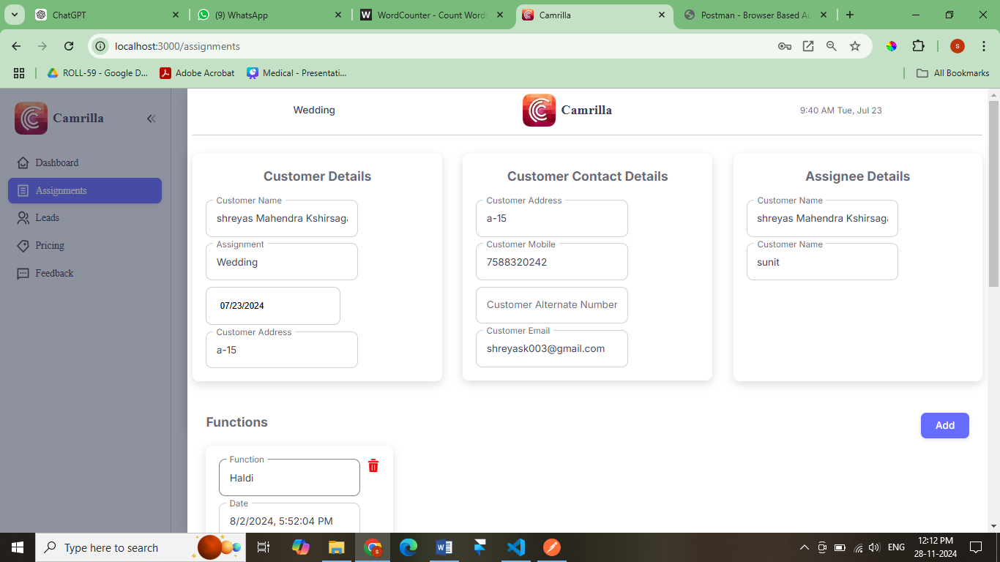 ChatGPT
(9) WhatsApp
WordCounter - Count Word
Camrilla
Postman - Browser Based Au
localhost:3000/assignments
ROLL-59 - Google D...
Adobe Acrobat
Medical - Presentati...
All Bookmarks
Camrilla
Dashboard
Assignments
Leads
Pricing
Feedback
Wedding
Camrilla
9:40 AM Tue, Jul 23
Customer Details
Customer Name
shreyas Mahendra Kshirsaga
Assignment
Wedding
07/23/2024
Customer Address
a-15
Customer Contact Details
Customer Address
a-15
Customer Mobile
7588320242
Customer Alternate Number
Customer Email
shreyask003@gmail.com
Assignee Details
Customer Name
shreyas Mahendra Kshirsaga
Customer Name
sunit
Functions
Add
Function
Haldi
Date
8/2/2024, 5:52:04 PM
Type here to search
ENG
12:12 PM
28-11-2024